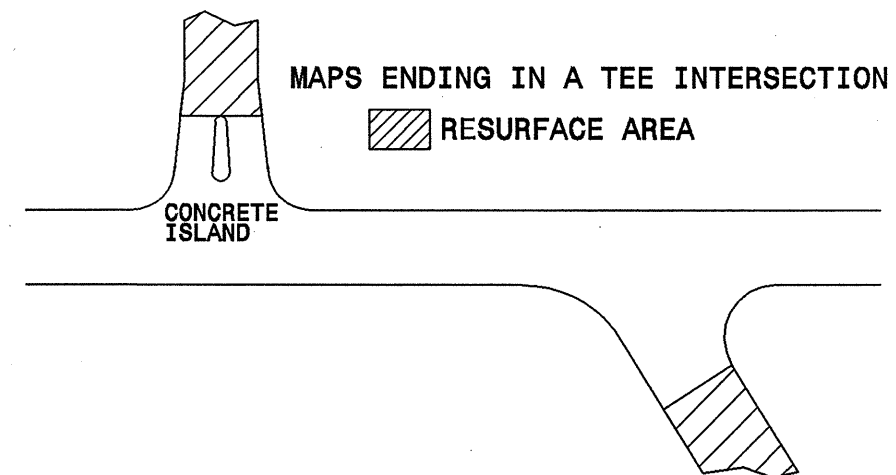 MAPS ENDING IN A TEE INTERSECTION
RESURFACE AREA
CONCRETE
ISLAND